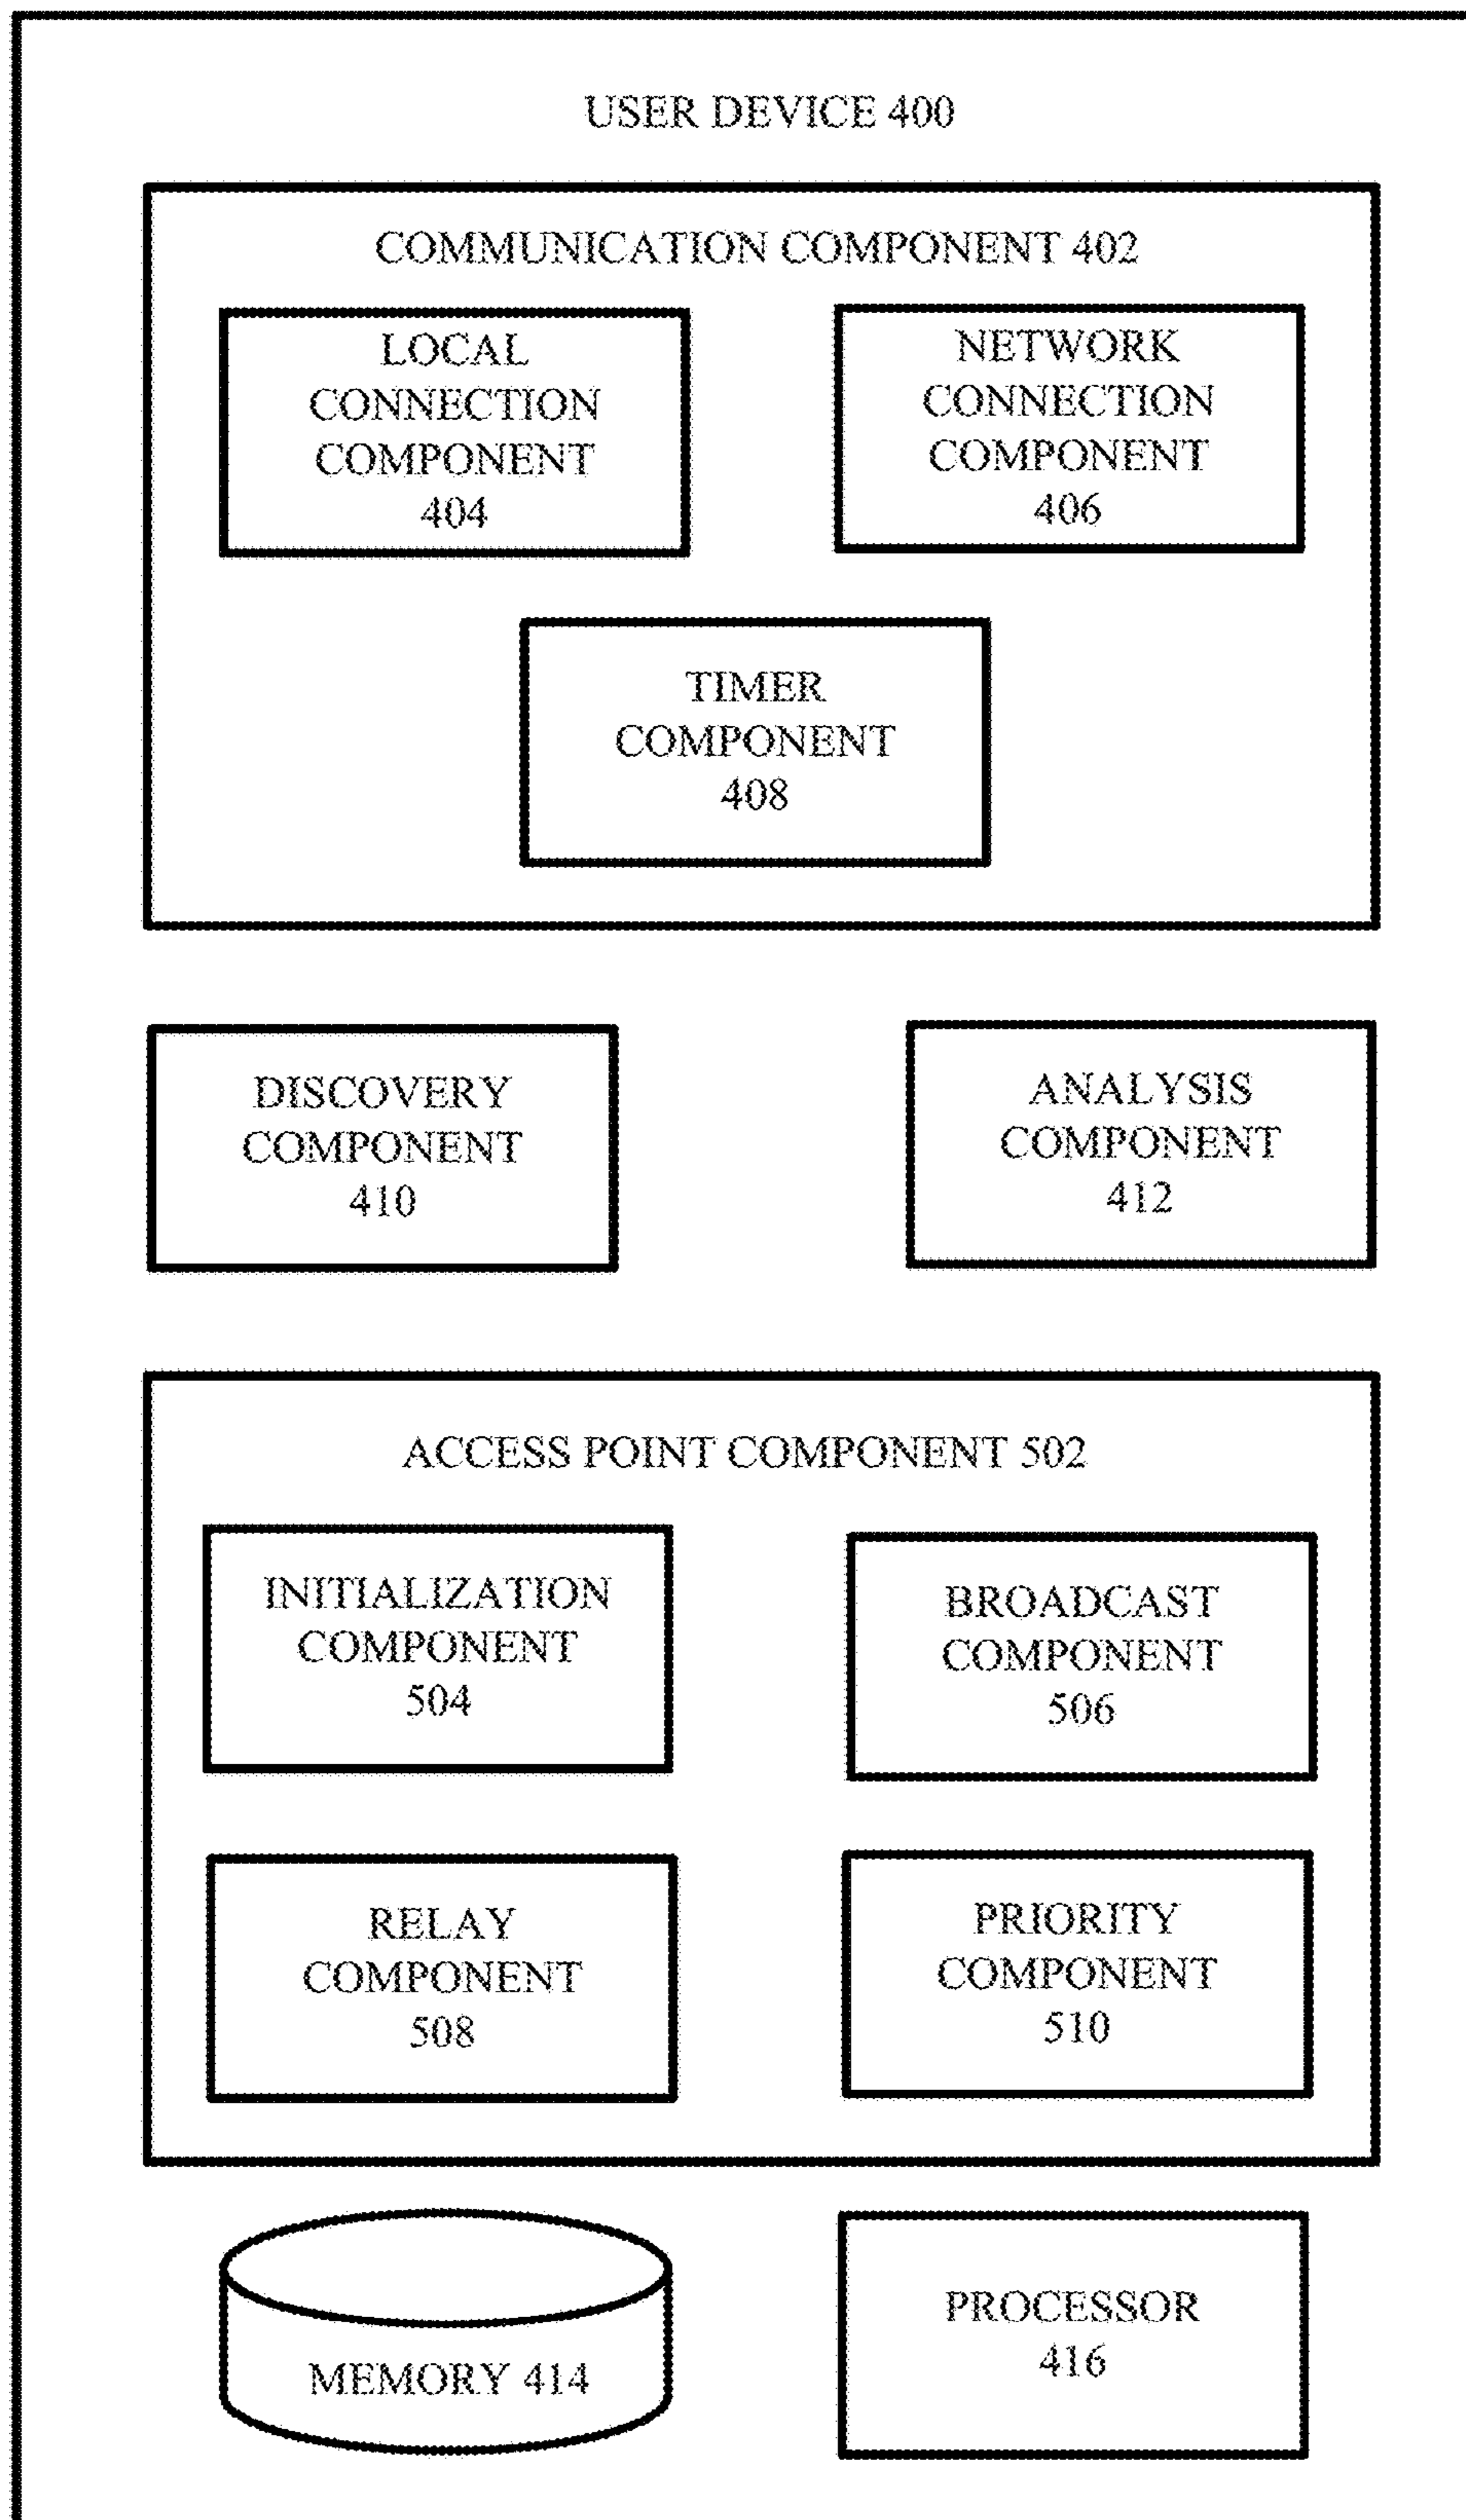 USER DEVICE 400
COMMUNICATION COMPONENT 402
LOCAL
CONNECTION
COMPONENT
404
NETWORK
CONNECTION
COMPONENT
406
TIMER
COMPONENT
408
DISCOVERY
COMPONENT
410
ANALYSIS
COMPONENT
412
ACCESS POINT COMPONENT 502
INITIALIZATION
COMPONENT
504
BROADCAST
COMPONENT
506
RELAY
COMPONENT
508
PRIORITY
COMPONENT
510
MEMORY 414
PROCESSOR
416